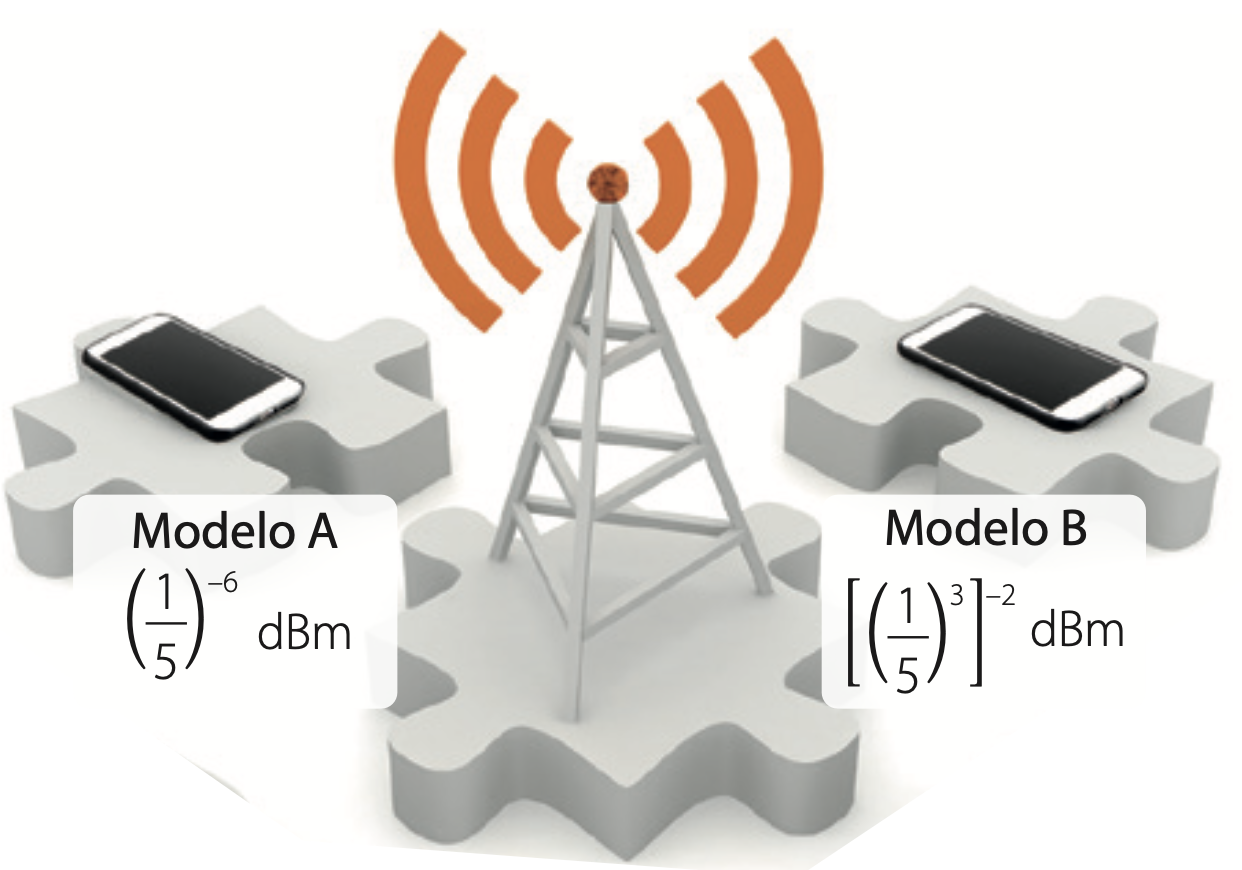 Modelo A
(1/5)⁻⁶ dBm
Modelo B
[(1/5)³]⁻² dBm